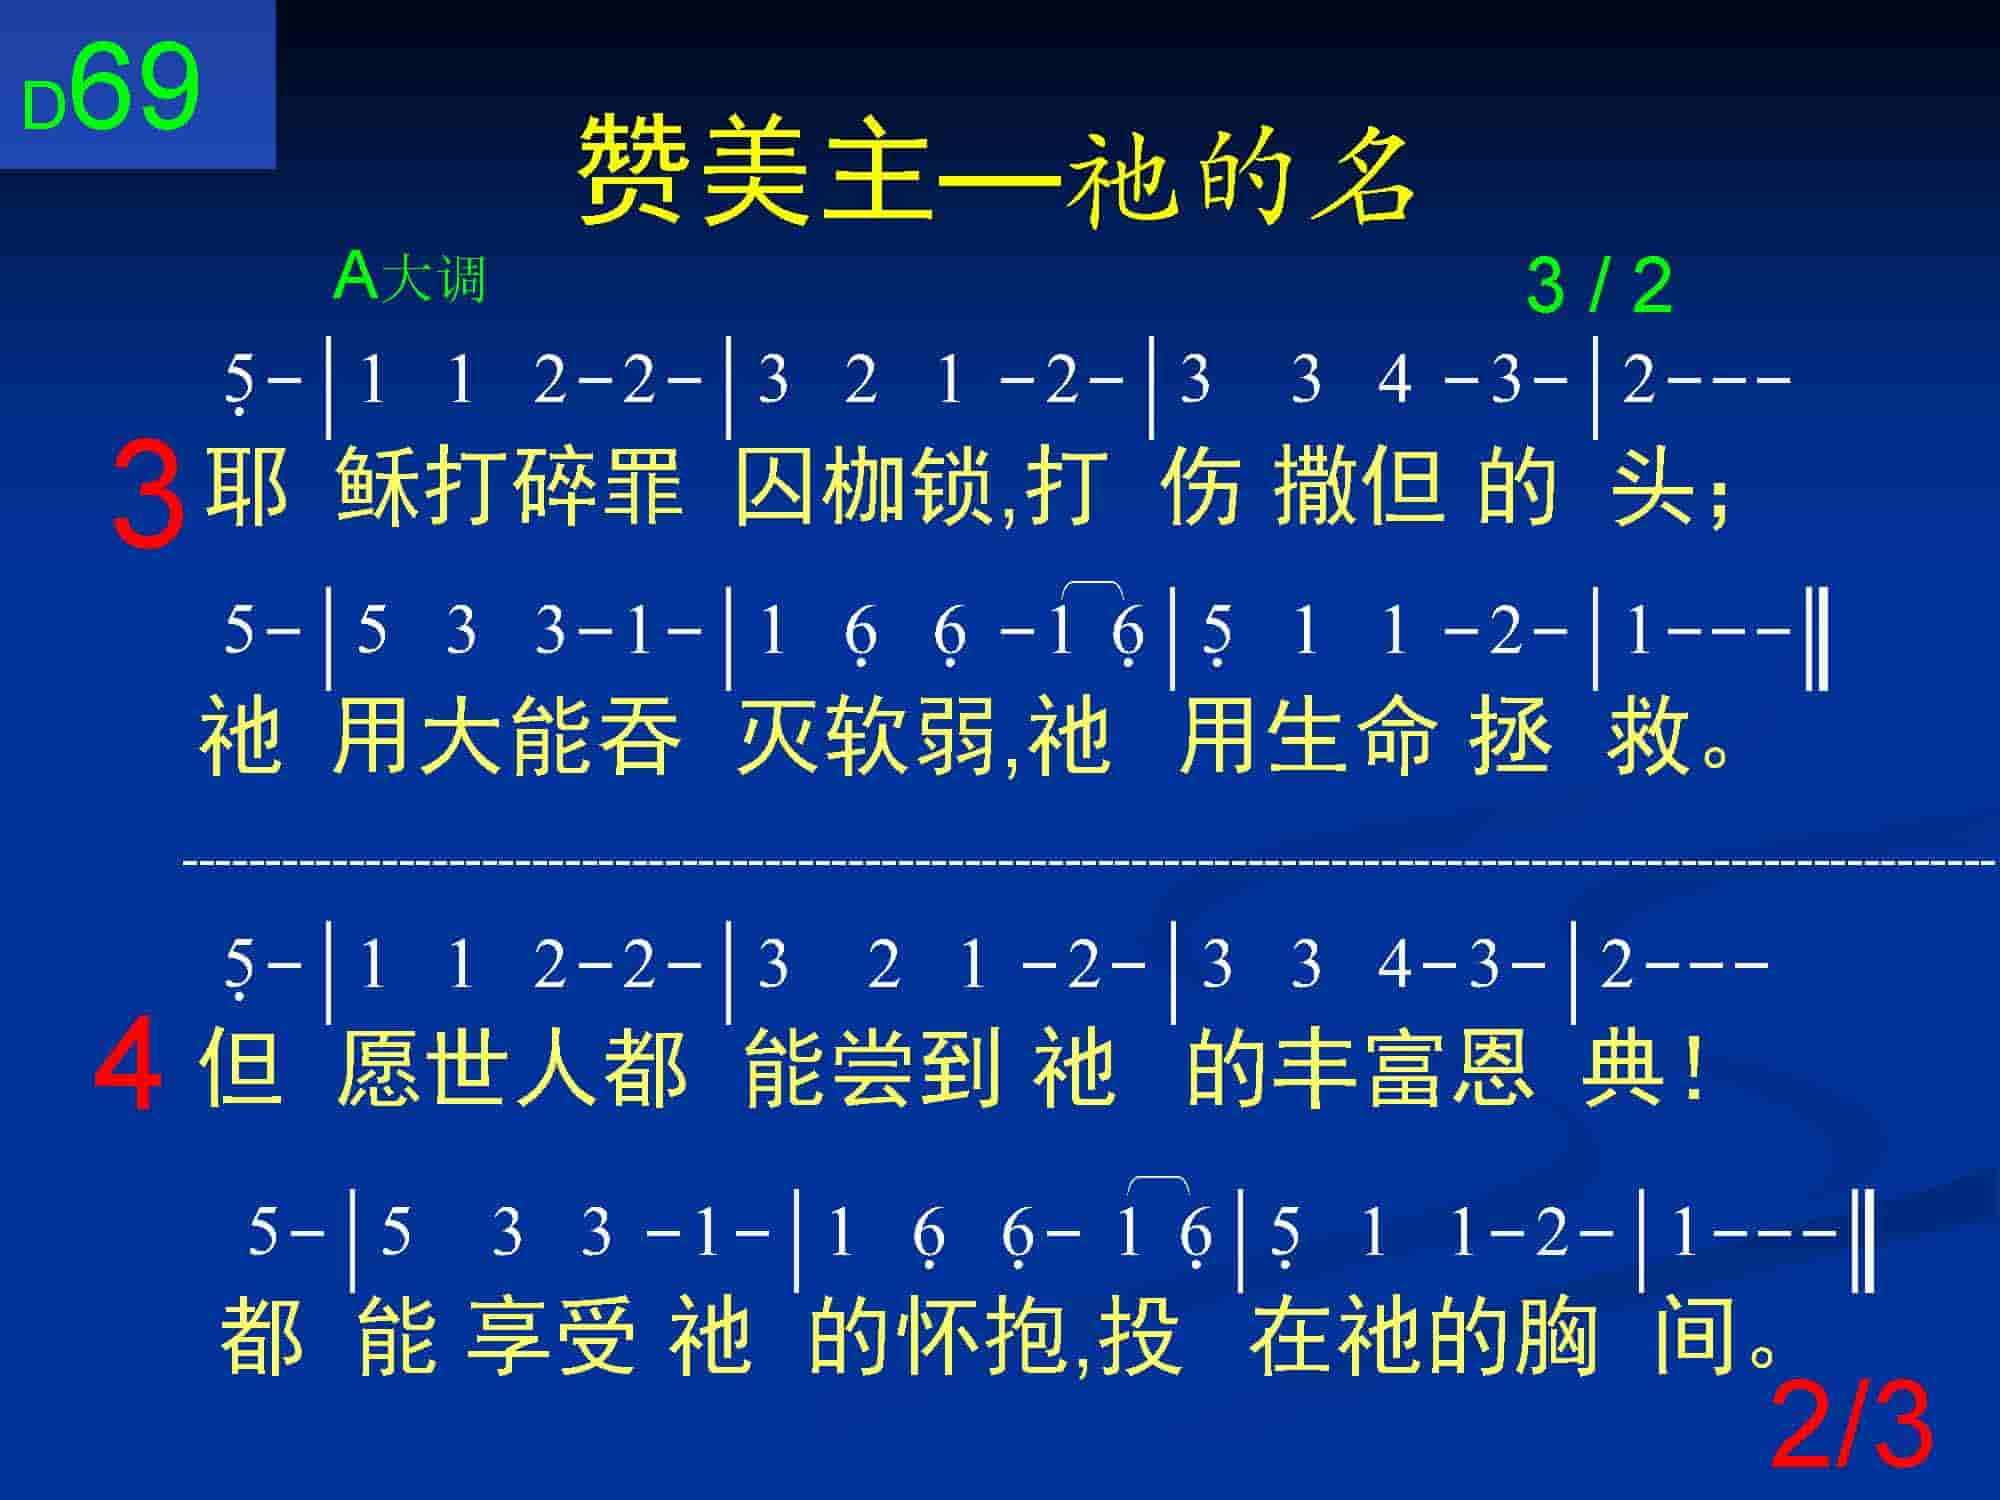 D69
赞美主—祂的名
A大调 3 / 2
5̣- | 1 1 2-2- | 3 2 1 -2- | 3 3 4 -3- | 2---
3 耶 稣打碎罪 囚枷锁,打 伤 撒但 的 头；
5- | 5 3 3-1- | 1 6̣ 6̣ -1 6̣ | 5̣ 1 1 -2- | 1---‖
祂 用大能吞 灭软弱,祂 用生命 拯 救。
5̣- | 1 1 2-2- | 3 2 1 -2- | 3 3 4-3- | 2---
4 但 愿世人都 能尝到 祂 的丰富恩 典！
5- | 5 3 3 -1- | 1 6̣ 6̣- 1 6̣ | 5̣ 1 1-2- | 1---‖
都 能 享受 祂 的怀抱,投 在祂的胸 间。
2/3